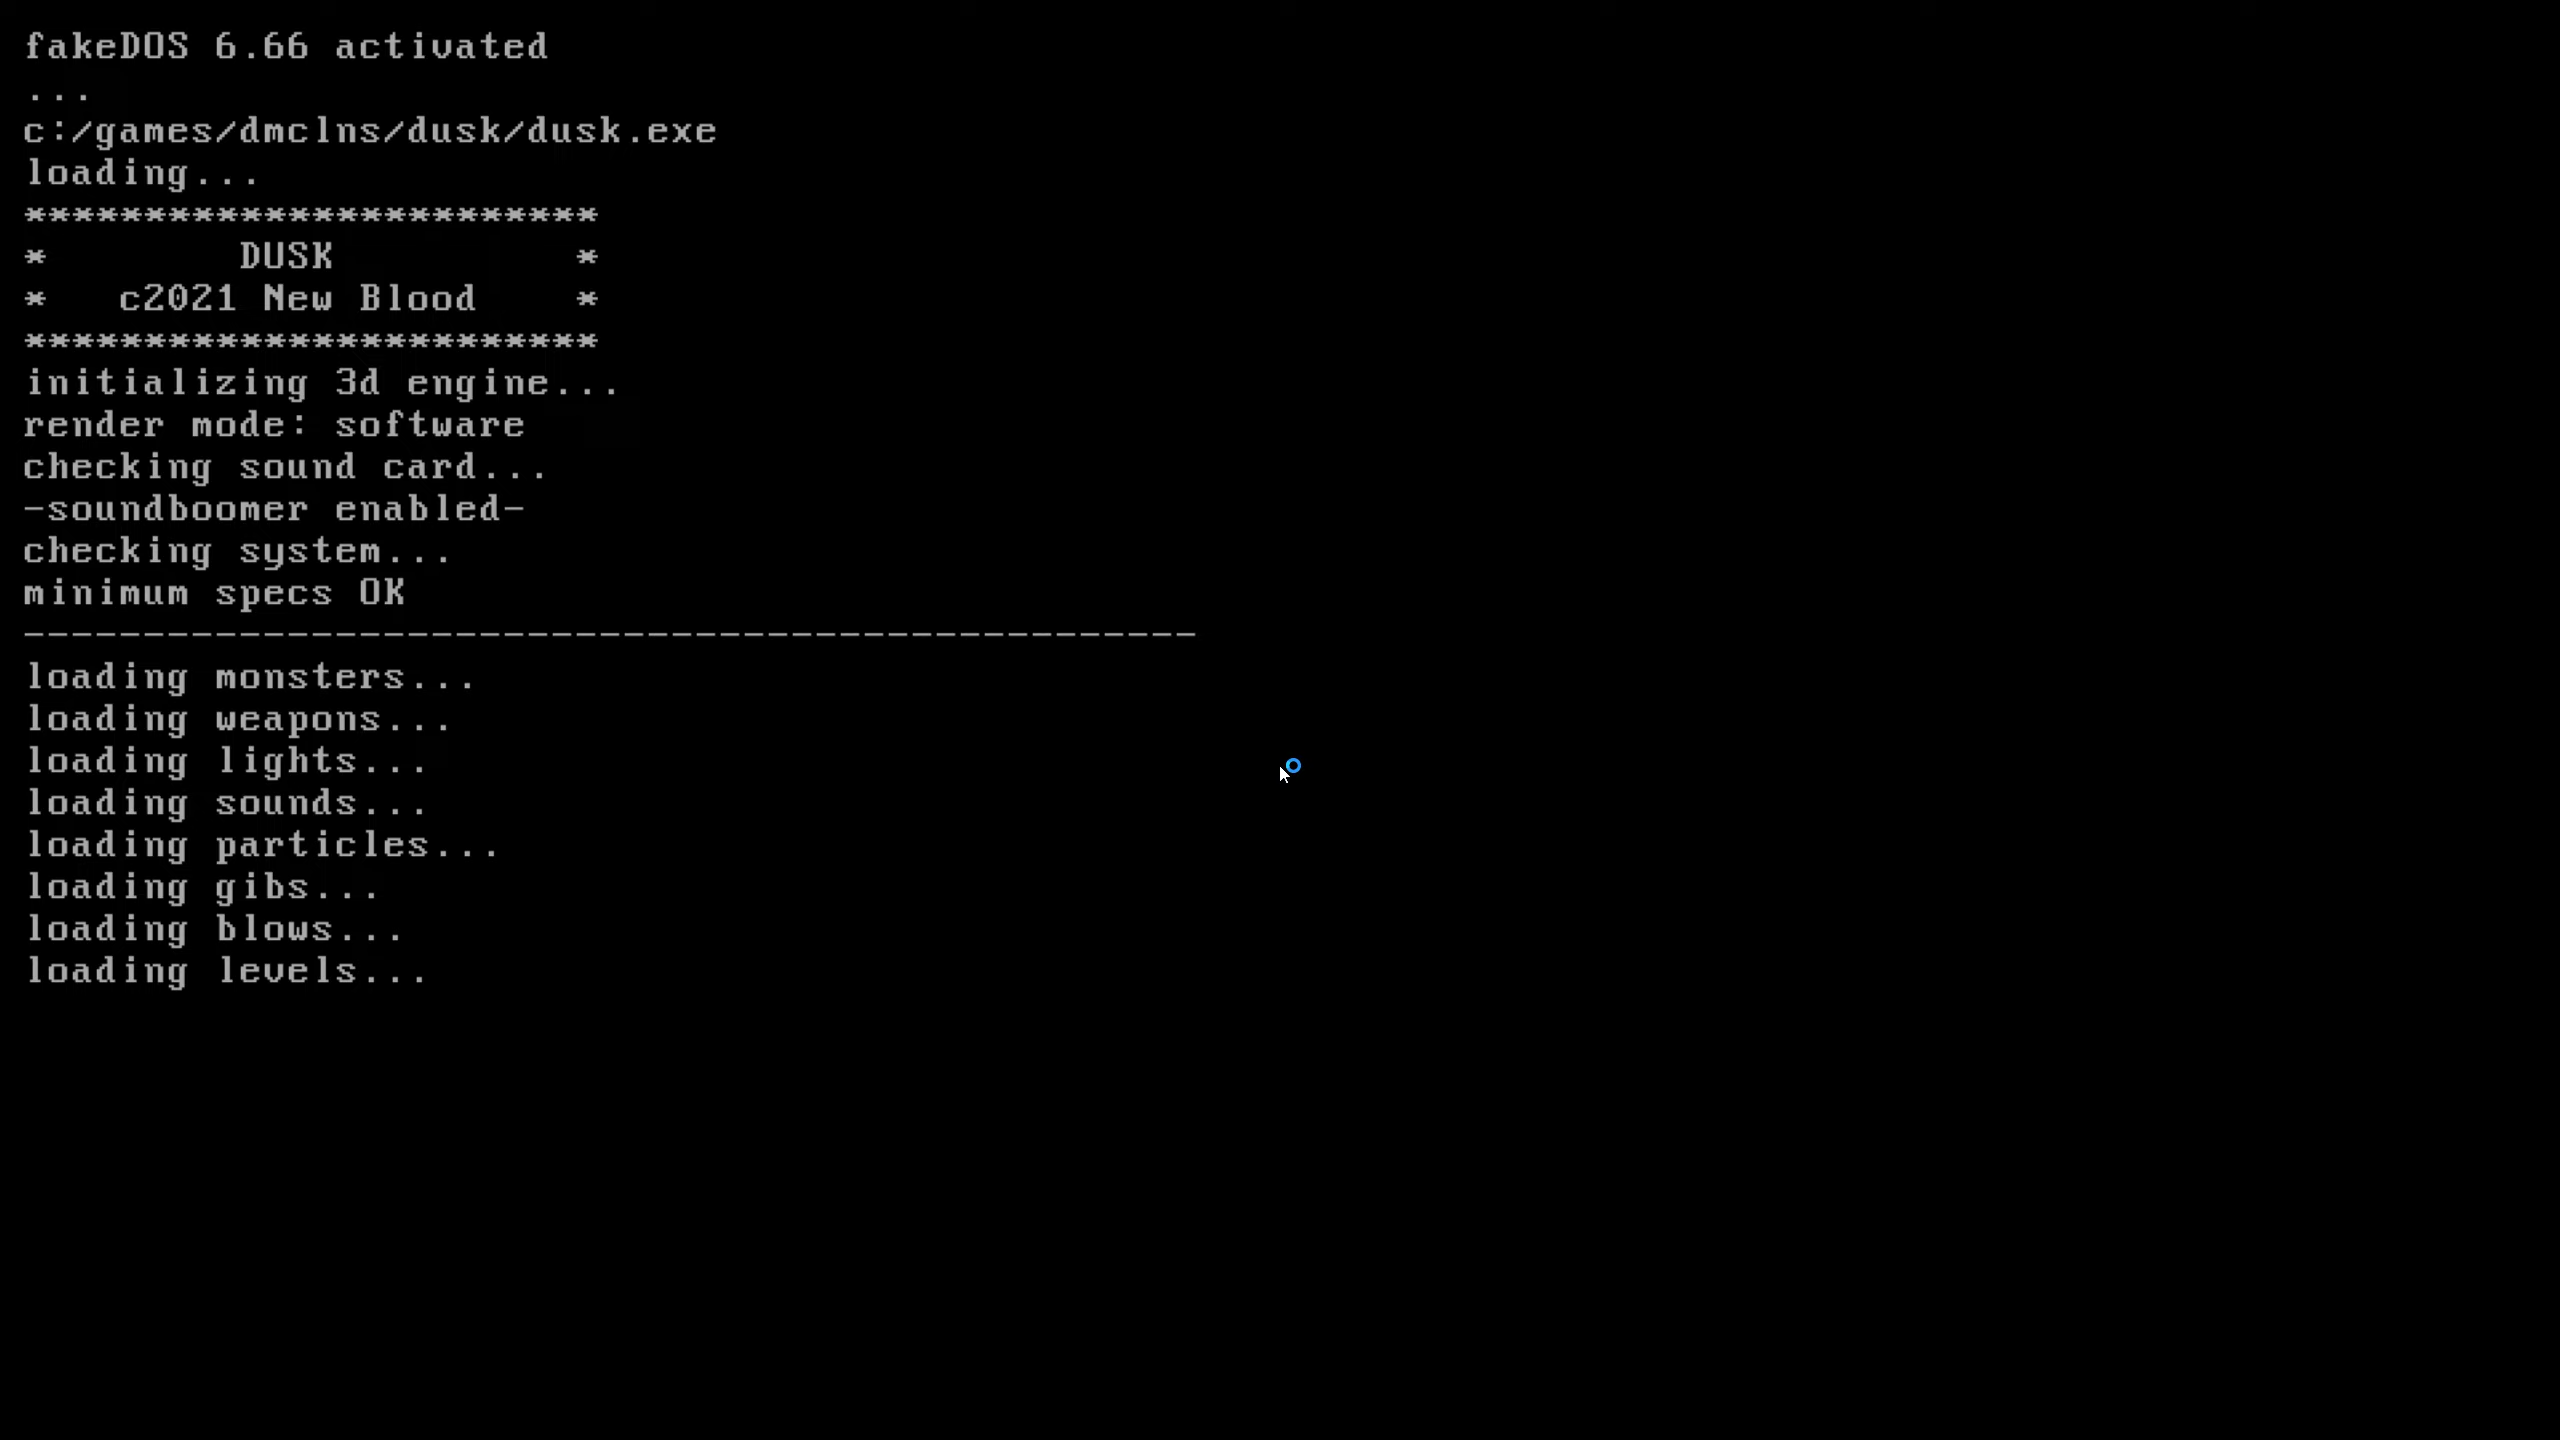 fakeDOS 6.66 activated
...
c:/games/dmclns/dusk/dusk.exe
loading...
************************
*        DUSK          *
*   c2021 New Blood    *
************************
initializing 3d engine...
render mode: software
checking sound card...
-soundboomer enabled-
checking system...
minimum specs OK
-------------------------------------------------
loading monsters...
loading weapons...
loading lights...
loading sounds...
loading particles...
loading gibs...
loading blows...
loading levels...